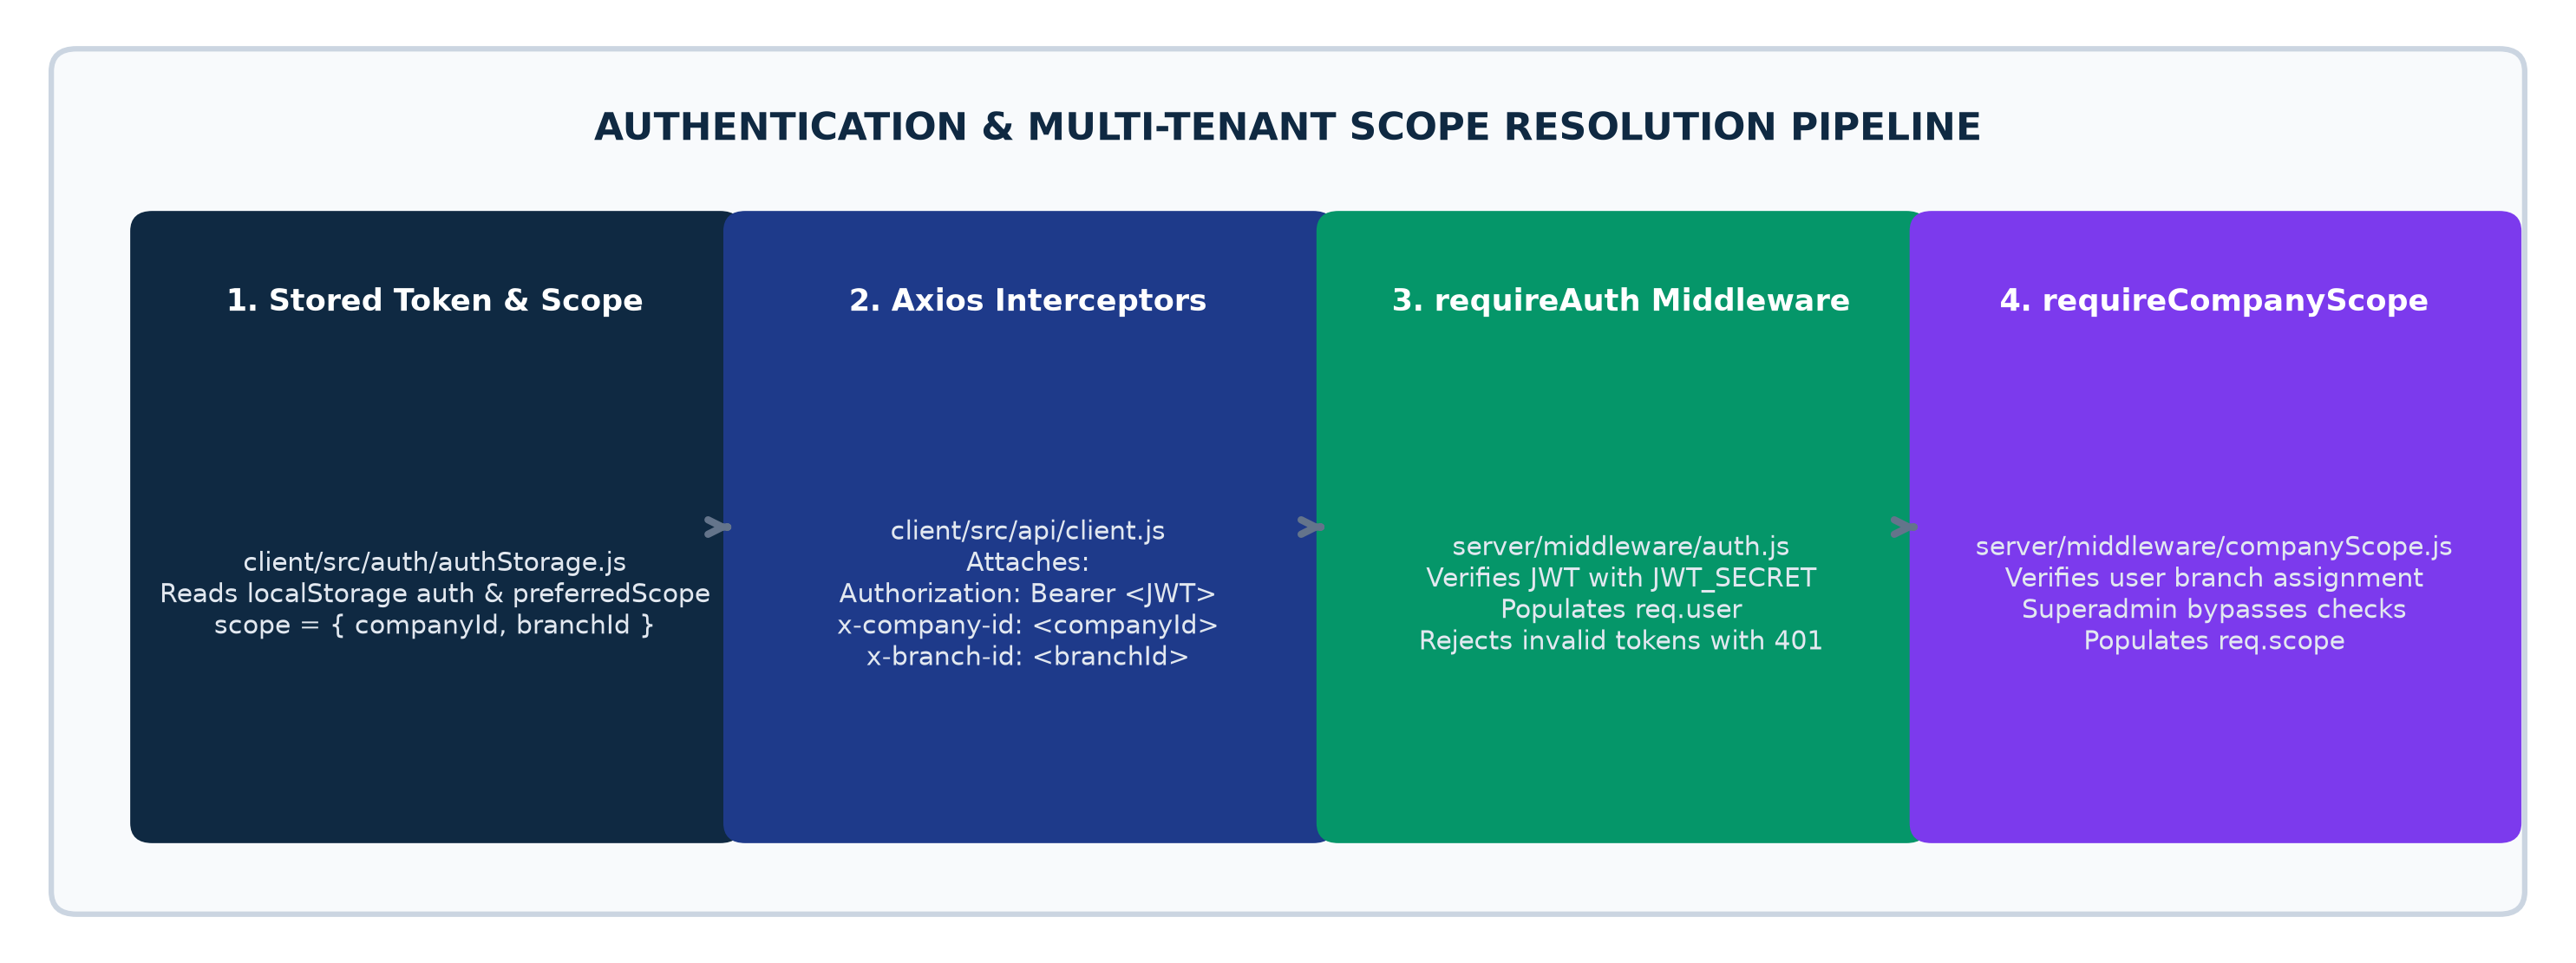 AUTHENTICATION & MULTI-TENANT SCOPE RESOLUTION PIPELINE
1. Stored Token & Scope
client/src/auth/authStorage.js
Reads localStorage auth & preferredScope
scope = { companyId, branchId }
2. Axios Interceptors
client/src/api/client.js
Attaches:
Authorization: Bearer <JWT>
x-company-id: <companyId>
x-branch-id: <branchId>
3. requireAuth Middleware
server/middleware/auth.js
Verifies JWT with JWT_SECRET
Populates req.user
Rejects invalid tokens with 401
4. requireCompanyScope
server/middleware/companyScope.js
Verifies user branch assignment
Superadmin bypasses checks
Populates req.scope